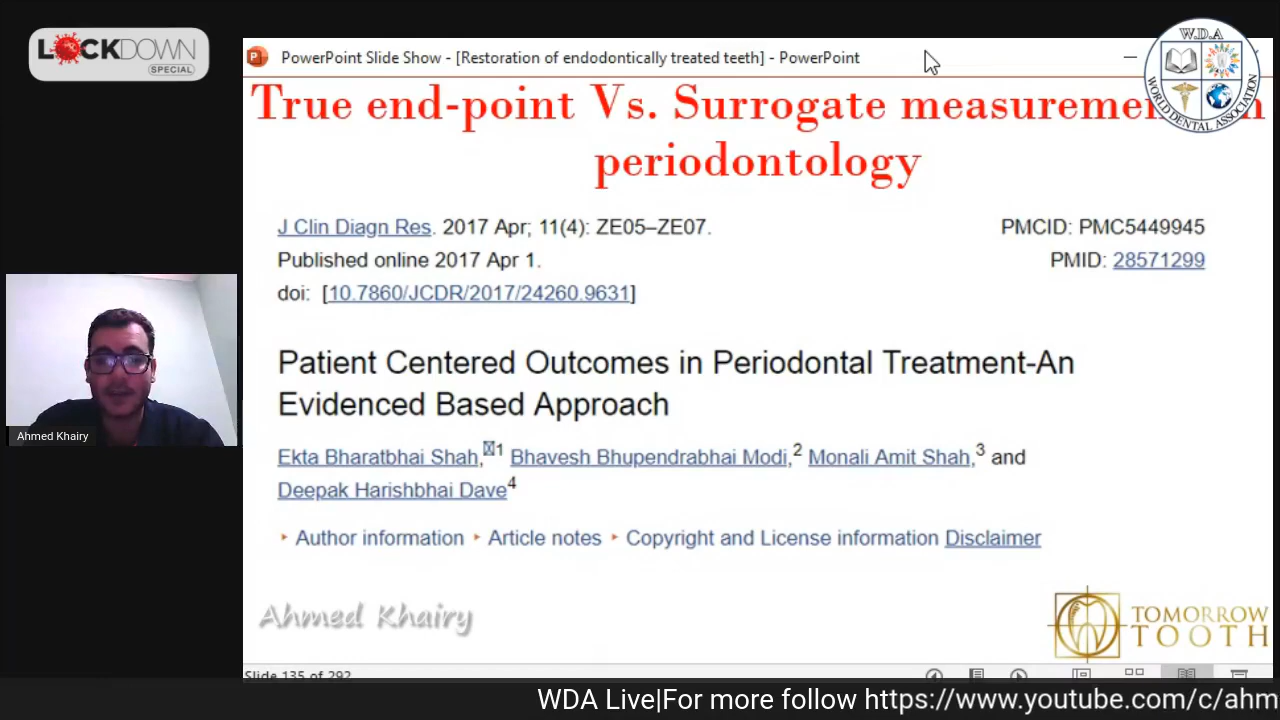 LOCKDOWN
SPECIAL
PowerPoint Slide Show - [Restoration of endodontically treated teeth] - PowerPoint
W.D.A
WORLD DENTAL ASSOCIATION
True end-point Vs. Surrogate
periodontology
J Clin Diagn Res. 2017 Apr; 11(4): ZE05–ZE07.
PMCID: PMC5449945
Published online 2017 Apr 1.
PMID: 28571299
doi: [10.7860/JCDR/2017/24260.9631]
Patient Centered Outcomes in Periodontal Treatment-An
Evidenced Based Approach
Ekta Bharatbhai Shah,1 Bhavesh Bhupendrabhai Modi,2 Monali Amit Shah,3 and
Deepak Harishbhai Dave4
‣ Author information ‣ Article notes ‣ Copyright and License information Disclaimer
Ahmed Khairy
Ahmed Khairy
TOMORROW
TOOTH
Slide 135 of 292
WDA Live|For more follow https://www.youtube.com/c/ahm